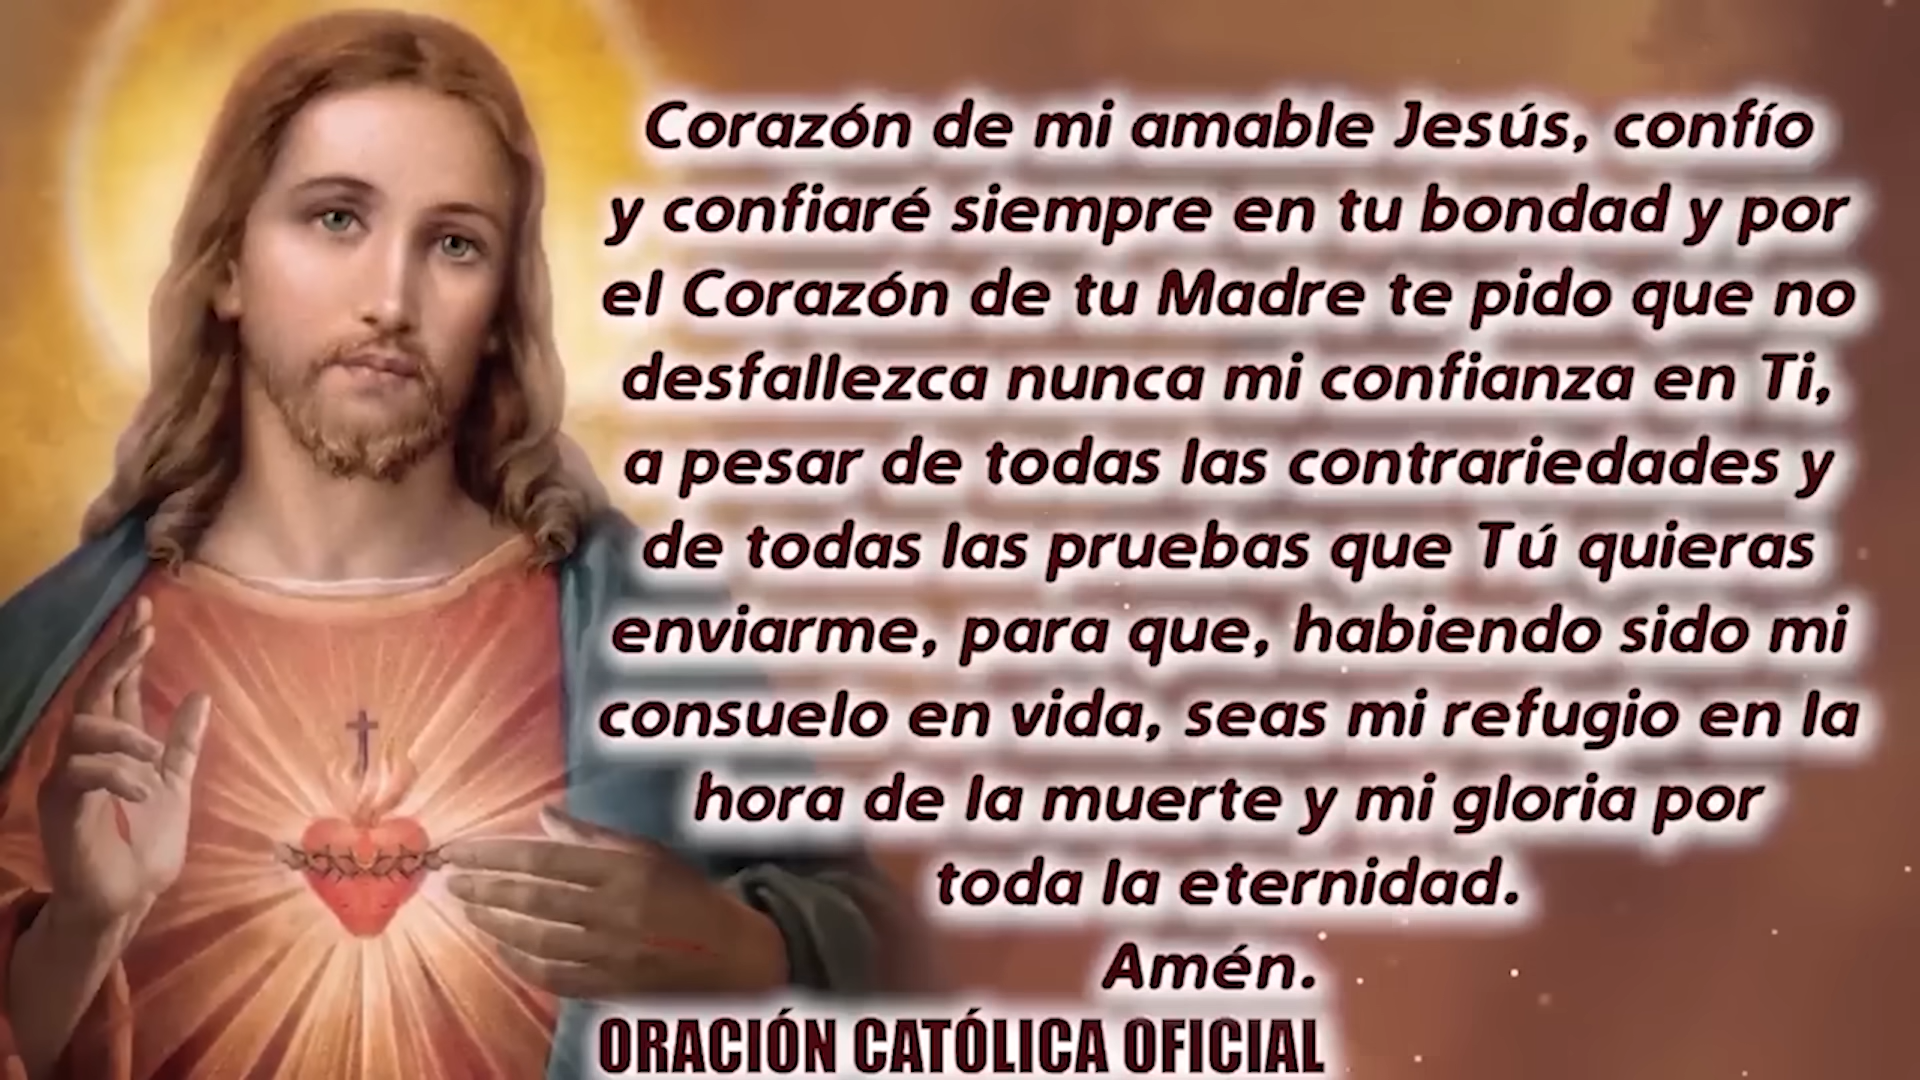 Corazón de mi amable Jesús, confío
y confiaré siempre en tu bondad y por
el Corazón de tu Madre te pido que no
desfallezca nunca mi confianza en Ti,
a pesar de todas las contrariedades y
de todas las pruebas que Tú quieras
enviarme, para que, habiendo sido mi
consuelo en vida, seas mi refugio en la
hora de la muerte y mi gloria por
toda la eternidad.
Amén.
ORACIÓN CATÓLICA OFICIAL